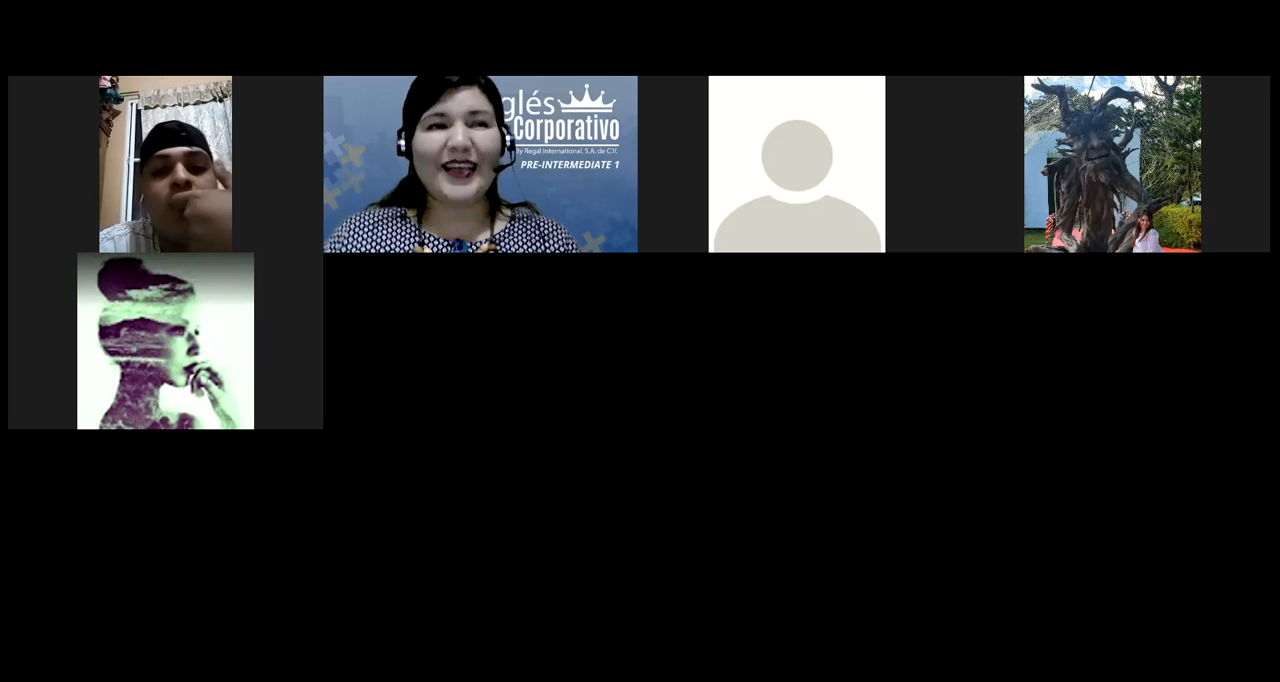 glés
Corporativo
By Regal International, S.A. de C.V.
PRE-INTERMEDIATE 1